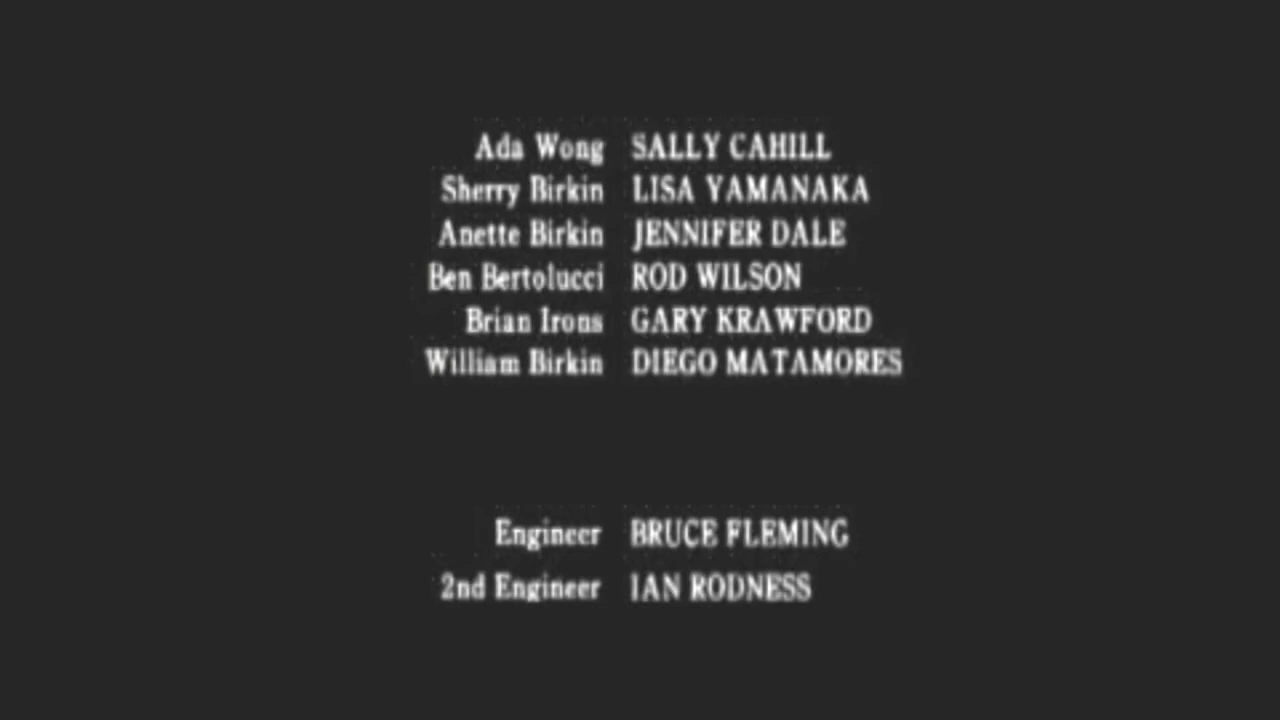 Ada Wong SALLY CAHILL
Sherry Birkin LISA YAMANAKA
Anette Birkin JENNIFER DALE
Ben Bertolucci ROD WILSON
Brian Irons GARY KRAWFORD
William Birkin DIEGO MATAMORES
Engineer BRUCE FLEMING
2nd Engineer IAN RODNESS